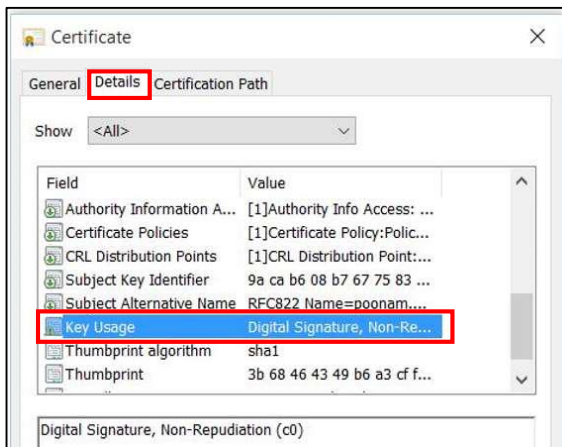 Certificate
General Details Certification Path
Show <All>
Field Value
Authority Information A... [1]Authority Info Access: ...
Certificate Policies [1]Certificate Policy:Polic...
CRL Distribution Points [1]CRL Distribution Point:...
Subject Key Identifier 9a ca b6 08 b7 67 75 83 ...
Subject Alternative Name RFC822 Name=poonam....
Key Usage Digital Signature, Non-Re...
Thumbprint algorithm sha1
Thumbprint 3b 68 46 43 49 b6 a3 cf f...
Digital Signature, Non-Repudiation (c0)